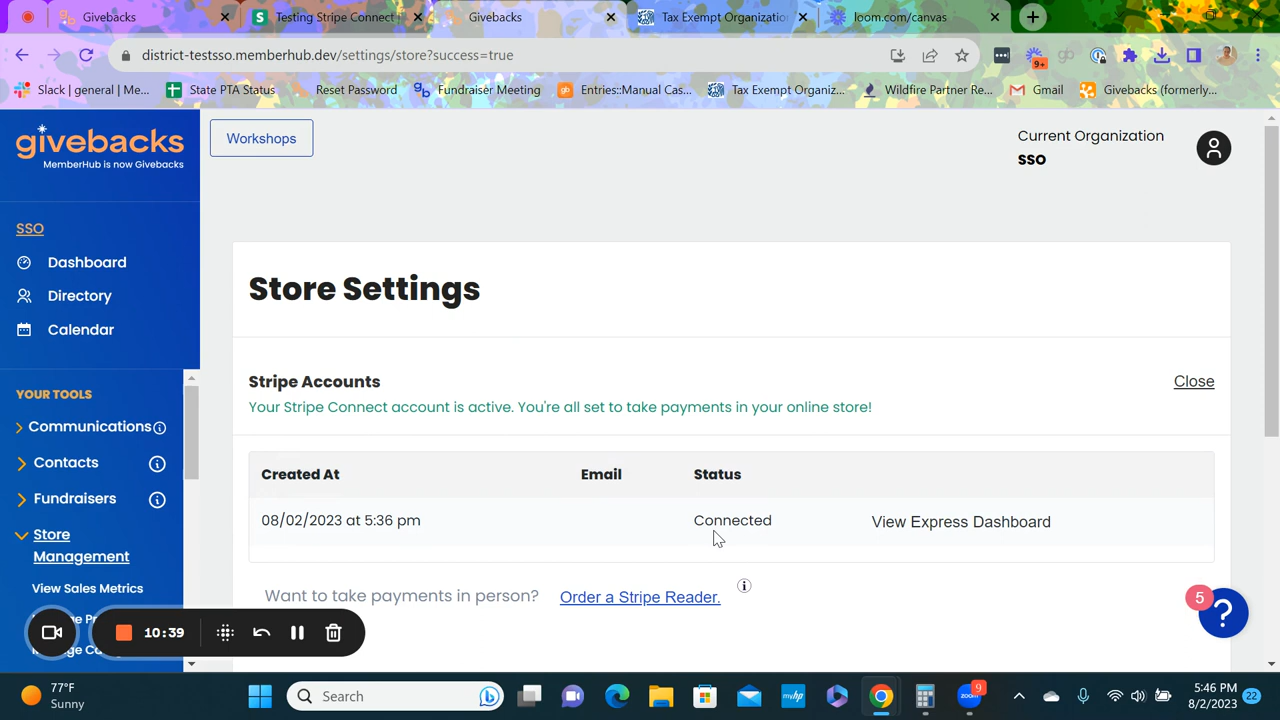 Givebacks
Testing Stripe Connect
Givebacks
Tax Exempt Organization
loom.com/canvas
district-testsso.memberhub.dev/settings/store?success=true
9+
Slack | general | Me...
State PTA Status
Reset Password
Fundraiser Meeting
Entries::Manual Cas...
Tax Exempt Organiz...
Wildfire Partner Re...
Gmail
Givebacks (formerly...
givebacks
MemberHub is now Givebacks
Workshops
Current Organization
SSO
SSO
Dashboard
Directory
Calendar
YOUR TOOLS
Communications
Contacts
Fundraisers
Store
Management
View Sales Metrics
Store Settings
Stripe Accounts
Close
Your Stripe Connect account is active. You're all set to take payments in your online store!
Created At
Email
Status
08/02/2023 at 5:36 pm
Connected
View Express Dashboard
Want to take payments in person?
Order a Stripe Reader.
5
?
10:39
77°F
Sunny
Search
9
5:46 PM
8/2/2023
22